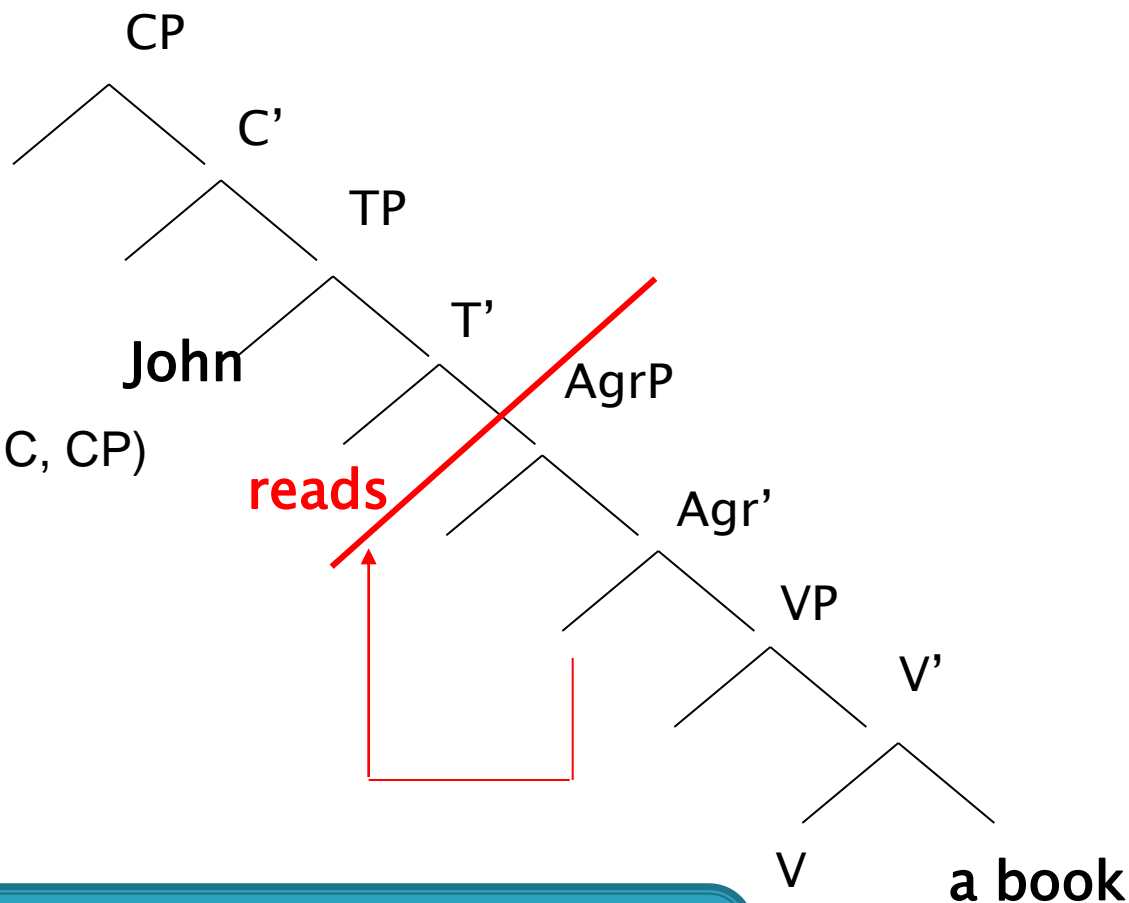 CP
C’
TP
T’
John
AgrP
C, CP)
reads
Agr’
VP
V’
V
a book